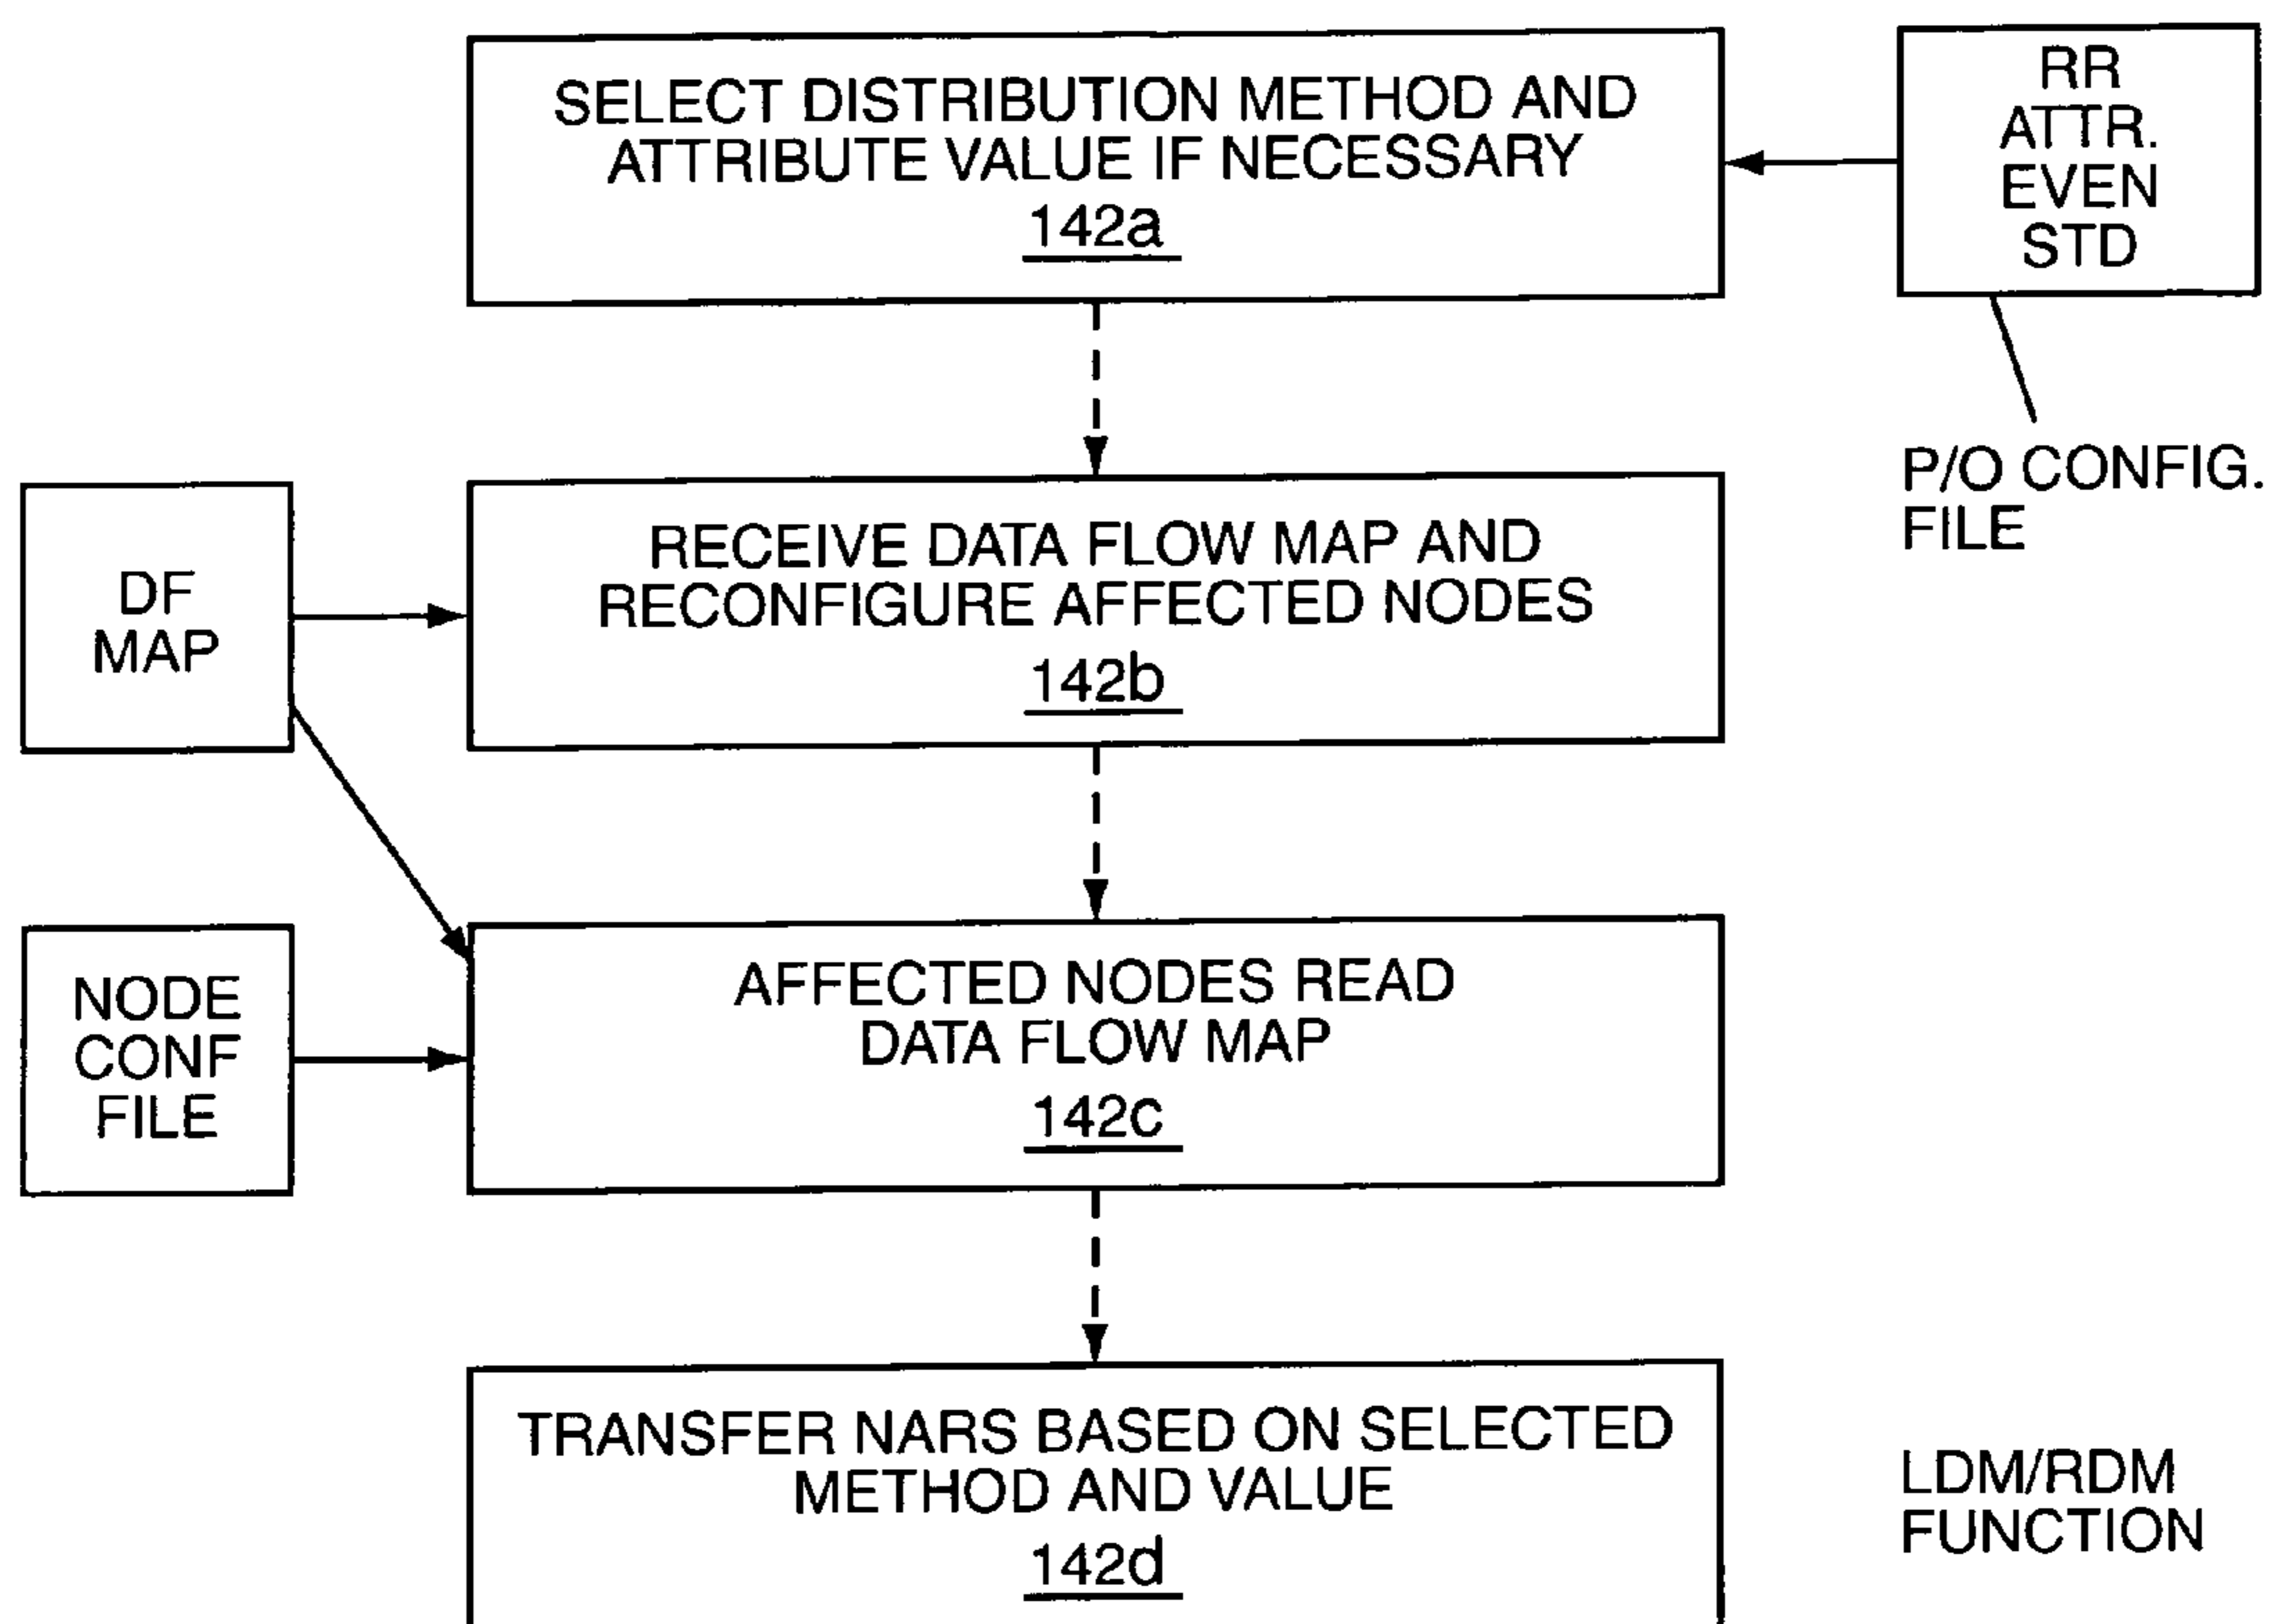 SELECT DISTRIBUTION METHOD AND
ATTRIBUTE VALUE IF NECESSARY
142a
RR
ATTR.
EVEN
STD
P/O CONFIG.
FILE
DF
MAP
RECEIVE DATA FLOW MAP AND
RECONFIGURE AFFECTED NODES
142b
NODE
CONF
FILE
AFFECTED NODES READ
DATA FLOW MAP
142c
TRANSFER NARS BASED ON SELECTED
METHOD AND VALUE
142d
LDM/RDM
FUNCTION